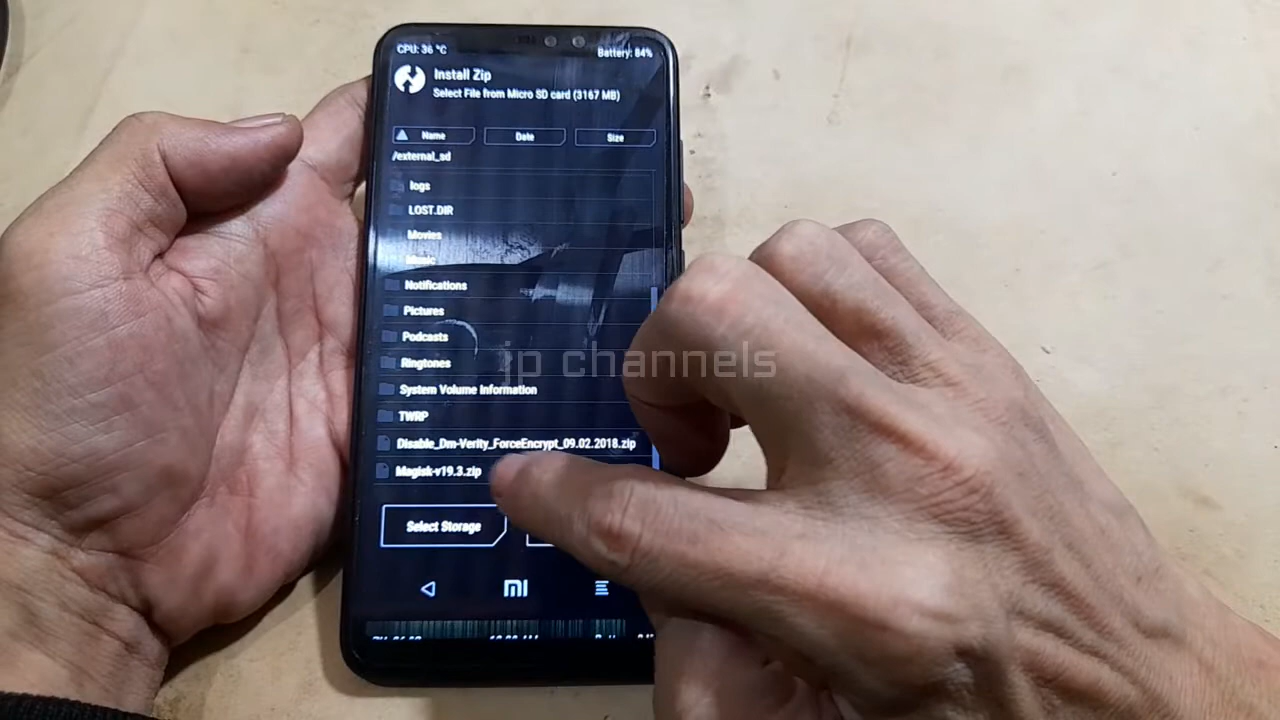 CPU: 36 °C
Battery: 84%
Install Zip
Select File from Micro SD card (3167 MB)
Name Date Size
/external_sd
logs
LOST.DIR
Movies
Music
Notifications
Pictures
Podcasts
Ringtones
System Volume Information
TWRP
Disable_Dm-Verity_ForceEncrypt_09.02.2018.zip
Magisk-v19.3.zip
Select Storage
jp channels